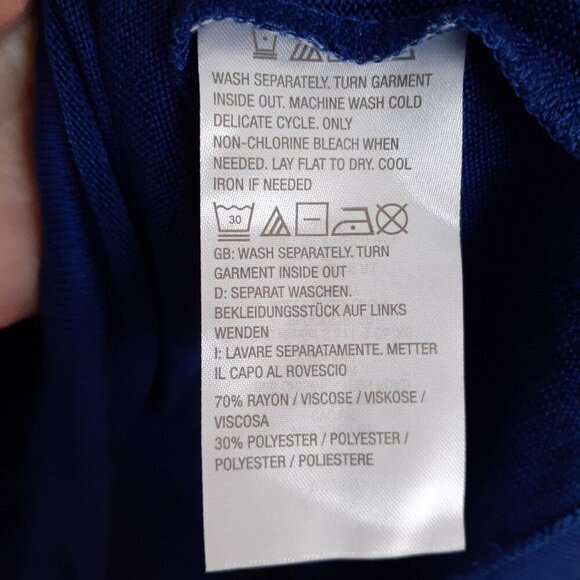 WASH SEPARATELY. TURN GARMENT
INSIDE OUT. MACHINE WASH COLD
DELICATE CYCLE. ONLY
NON-CHLORINE BLEACH WHEN
NEEDED. LAY FLAT TO DRY. COOL
IRON IF NEEDED
30
GB: WASH SEPARATELY. TURN
GARMENT INSIDE OUT
D: SEPARAT WASCHEN.
BEKLEIDUNGSSTÜCK AUF LINKS
WENDEN
I: LAVARE SEPARATAMENTE. METTER
IL CAPO AL ROVESCIO
70% RAYON / VISCOSE / VISKOSE /
VISCOSA
30% POLYESTER / POLYESTER /
POLYESTER / POLIESTERE